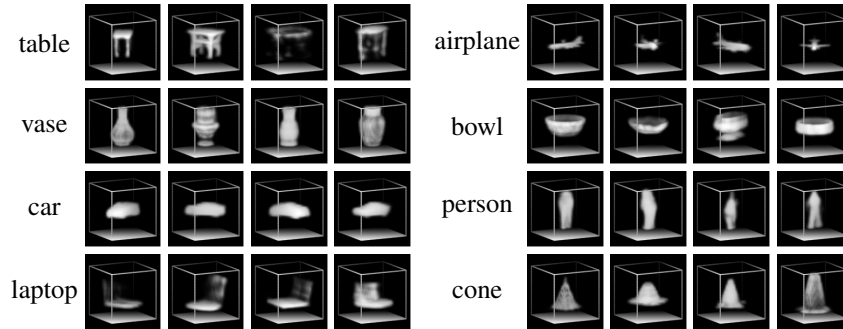 table
airplane
vase
bowl
car
person
laptop
cone